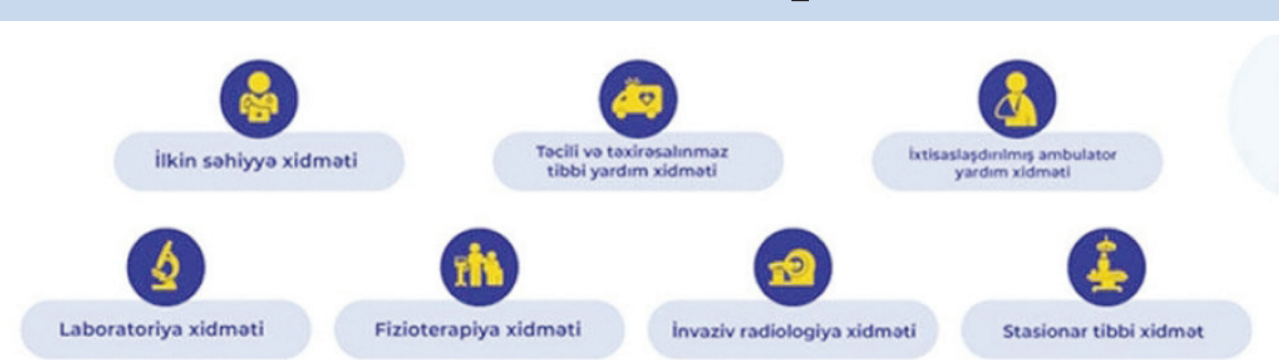 İlkin səhiyyə xidməti
Təcili və təxirəsalınmaz
tibbi yardım xidməti
İxtisaslaşdırılmış ambulator
yardım xidməti
Laboratoriya xidməti
Fizioterapiya xidməti
İnvaziv radiologiya xidməti
Stasionar tibbi xidmət